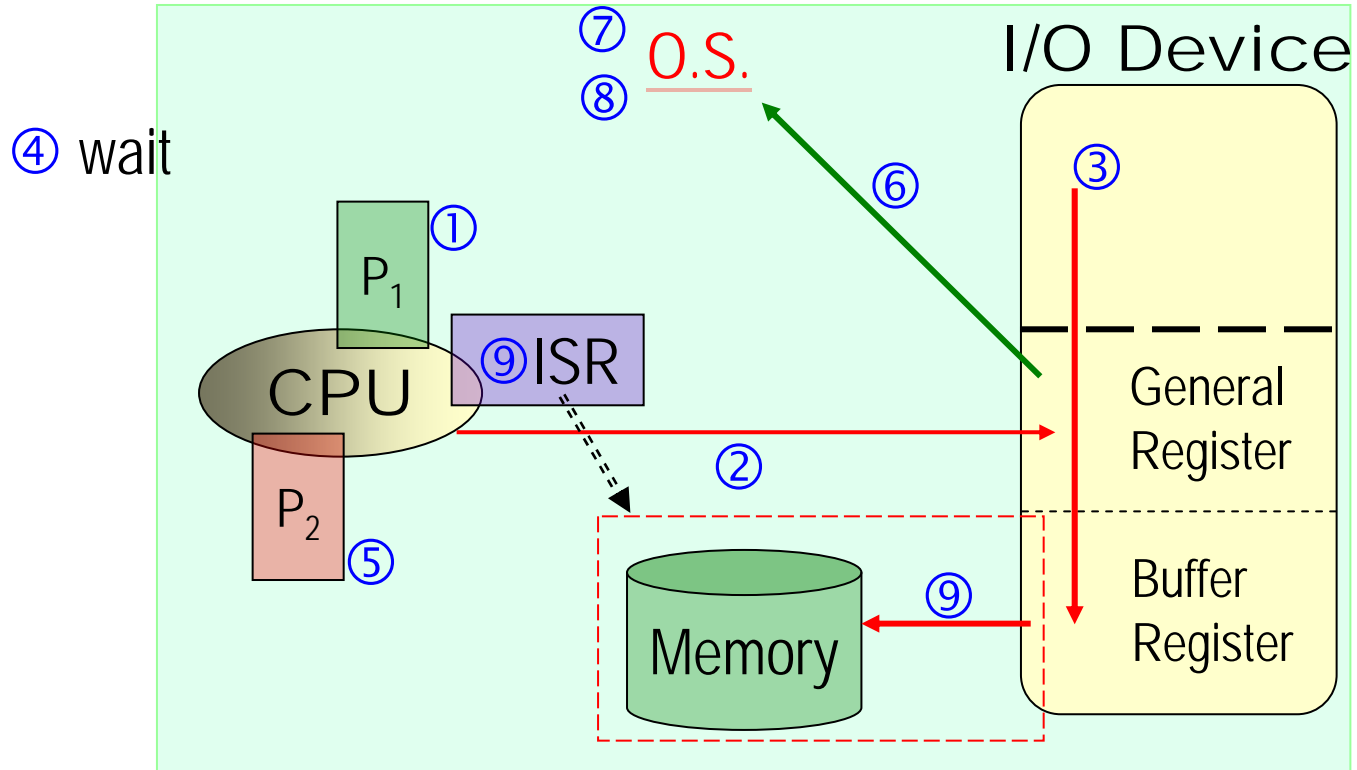 ⑦
O.S.
⑧
I/O Device
④ wait
③
⑥
①
P₁
⑨ISR
CPU
General
Register
②
P₂
⑤
Buffer
Register
⑨
Memory